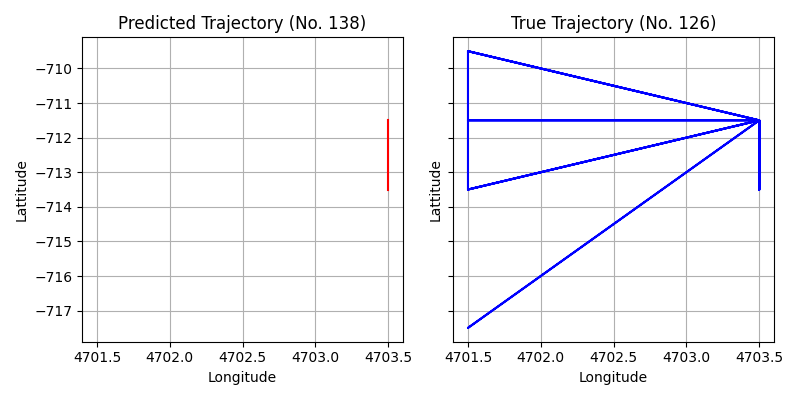 Predicted Trajectory (No. 138)
True Trajectory (No. 126)
−710
−711
−712
−713
−714
−715
−716
−717
Lattitude
Lattitude
4701.5 4702.0 4702.5 4703.0 4703.5
4701.5 4702.0 4702.5 4703.0 4703.5
Longitude
Longitude